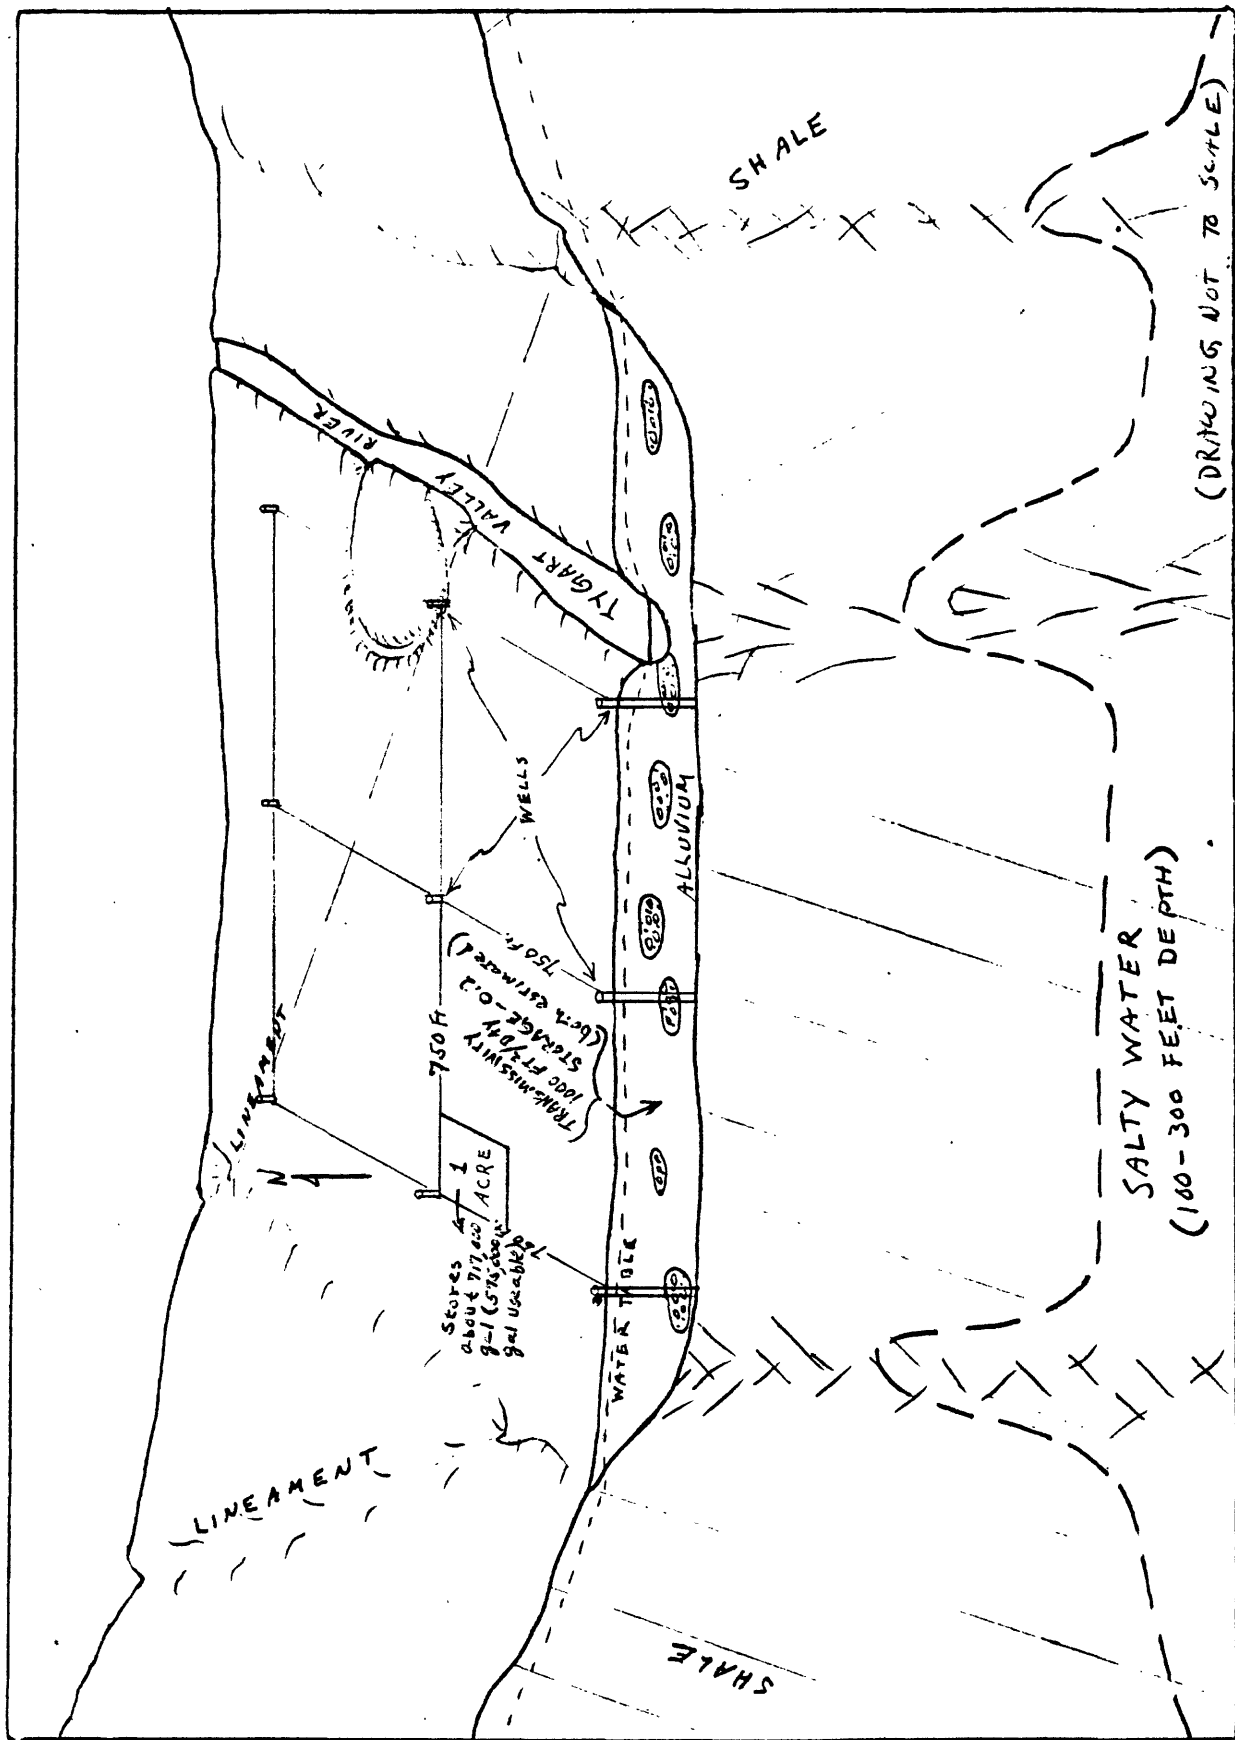 LINEAMENT
LINEAMENT
N
RIVER
VALLEY
TYGART
750 Ft
1
ACRE
Stores
about 717,000
gal (575,000
gal useable)
750 Ft.
WELLS
TRANSMISSIVITY
1000 FT2/DAY
STORAGE - 0.2
(both estimated)
WATER TABLE
ALLUVIUM
SHALE
SHALE
SALTY WATER
(100-300 FEET DEPTH)
(DRAWING NOT TO SCALE)